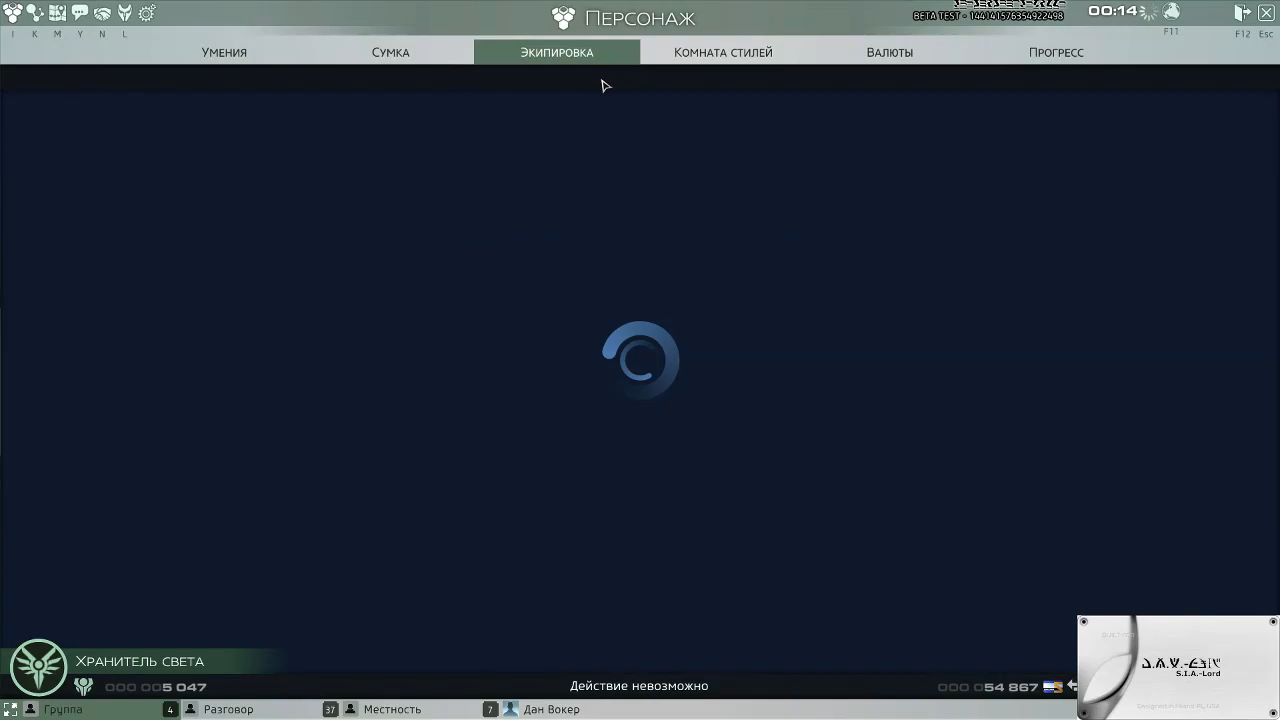 ПЕРСОНАЖ
BETA TEST - 144141576354922498
00:14
I K M Y N L
F11
F12 Esc
УМЕНИЯ СУМКА ЭКИПИРОВКА КОМНАТА СТИЛЕЙ ВАЛЮТЫ ПРОГРЕСС
ХРАНИТЕЛЬ СВЕТА
000 005 047
Действие невозможно
000 054 867
S.I.A.-Lord
Группа 4 Разговор 37 Местность 7 Дан Вокер